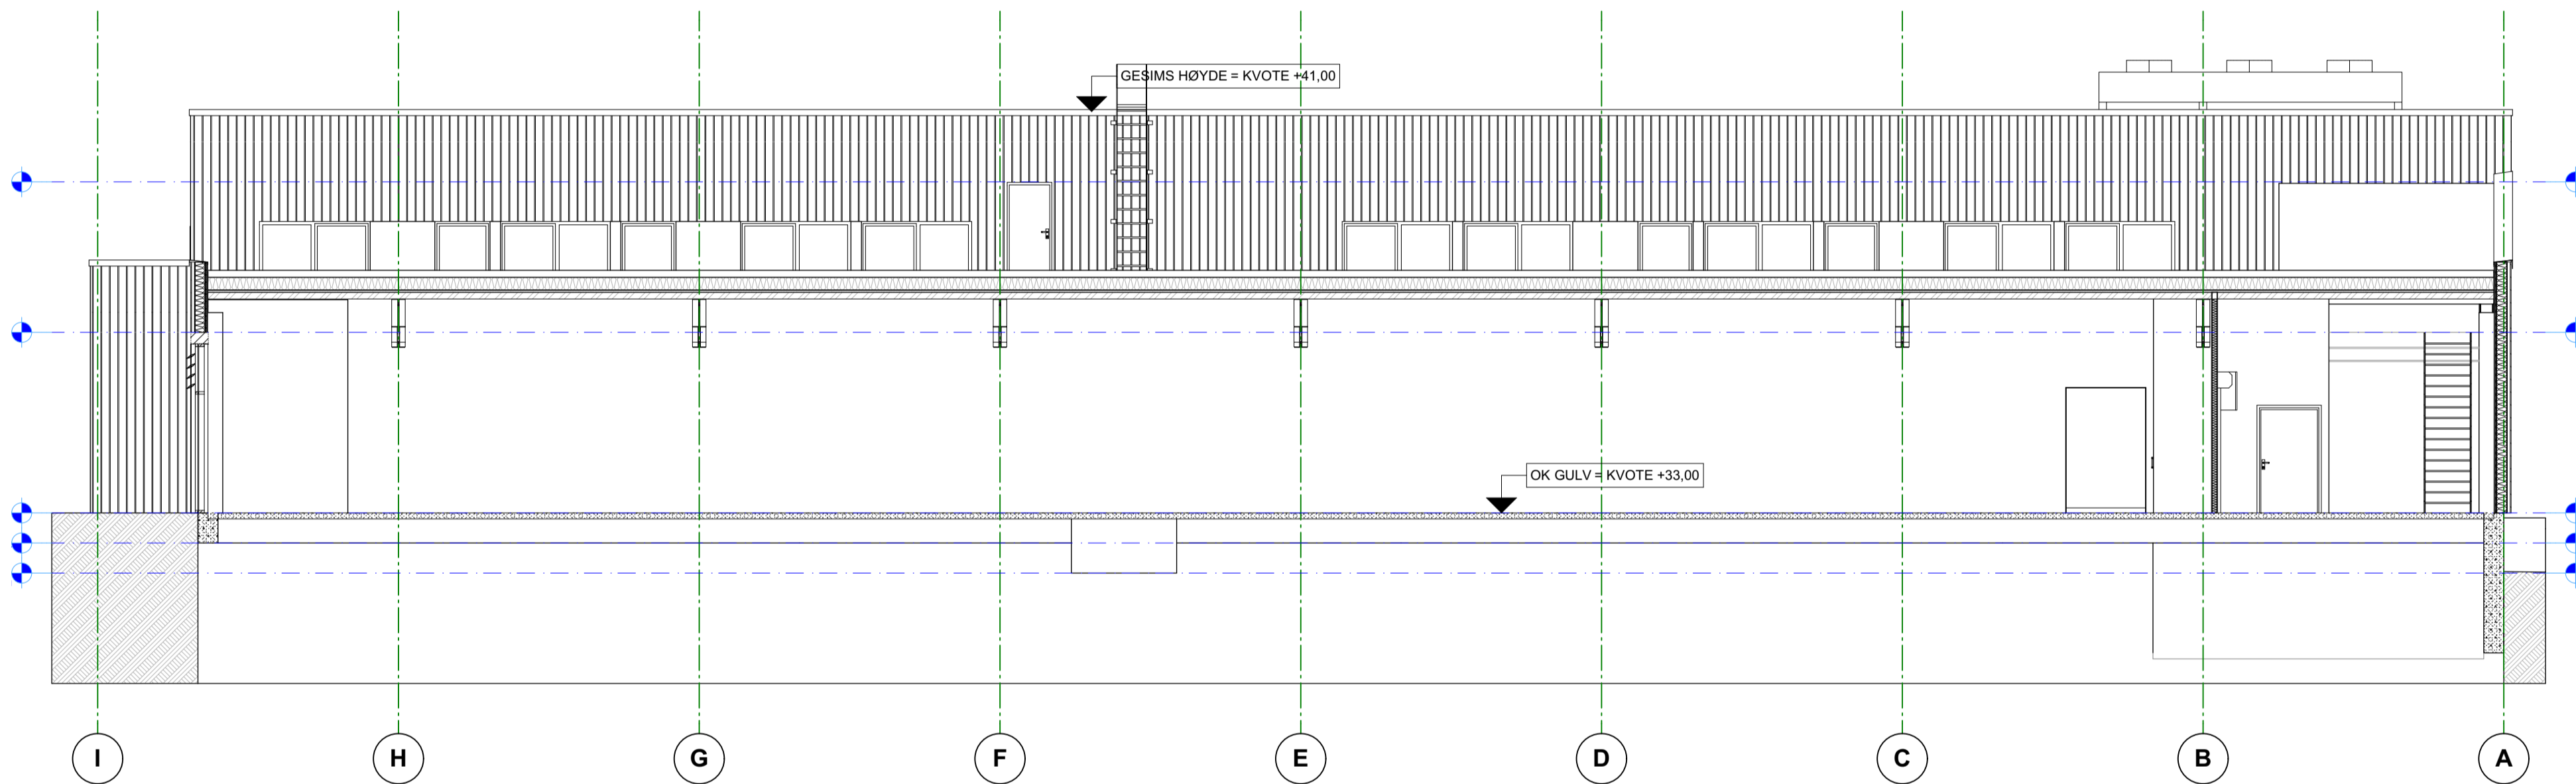 GESIMS HØYDE = KVOTE +41,00
OK GULV = KVOTE +33,00
I H G F E D C B A